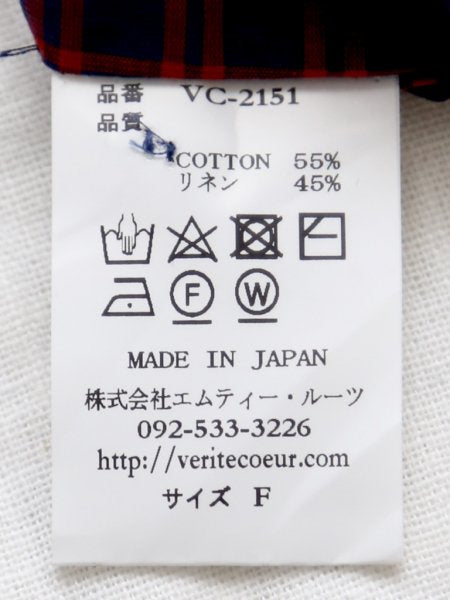 品番 VC-2151
品質
COTTON 55%
リネン 45%
F W
MADE IN JAPAN
株式会社エムティー・ルーツ
092-533-3226
http://veritecoeur.com
サイズ F